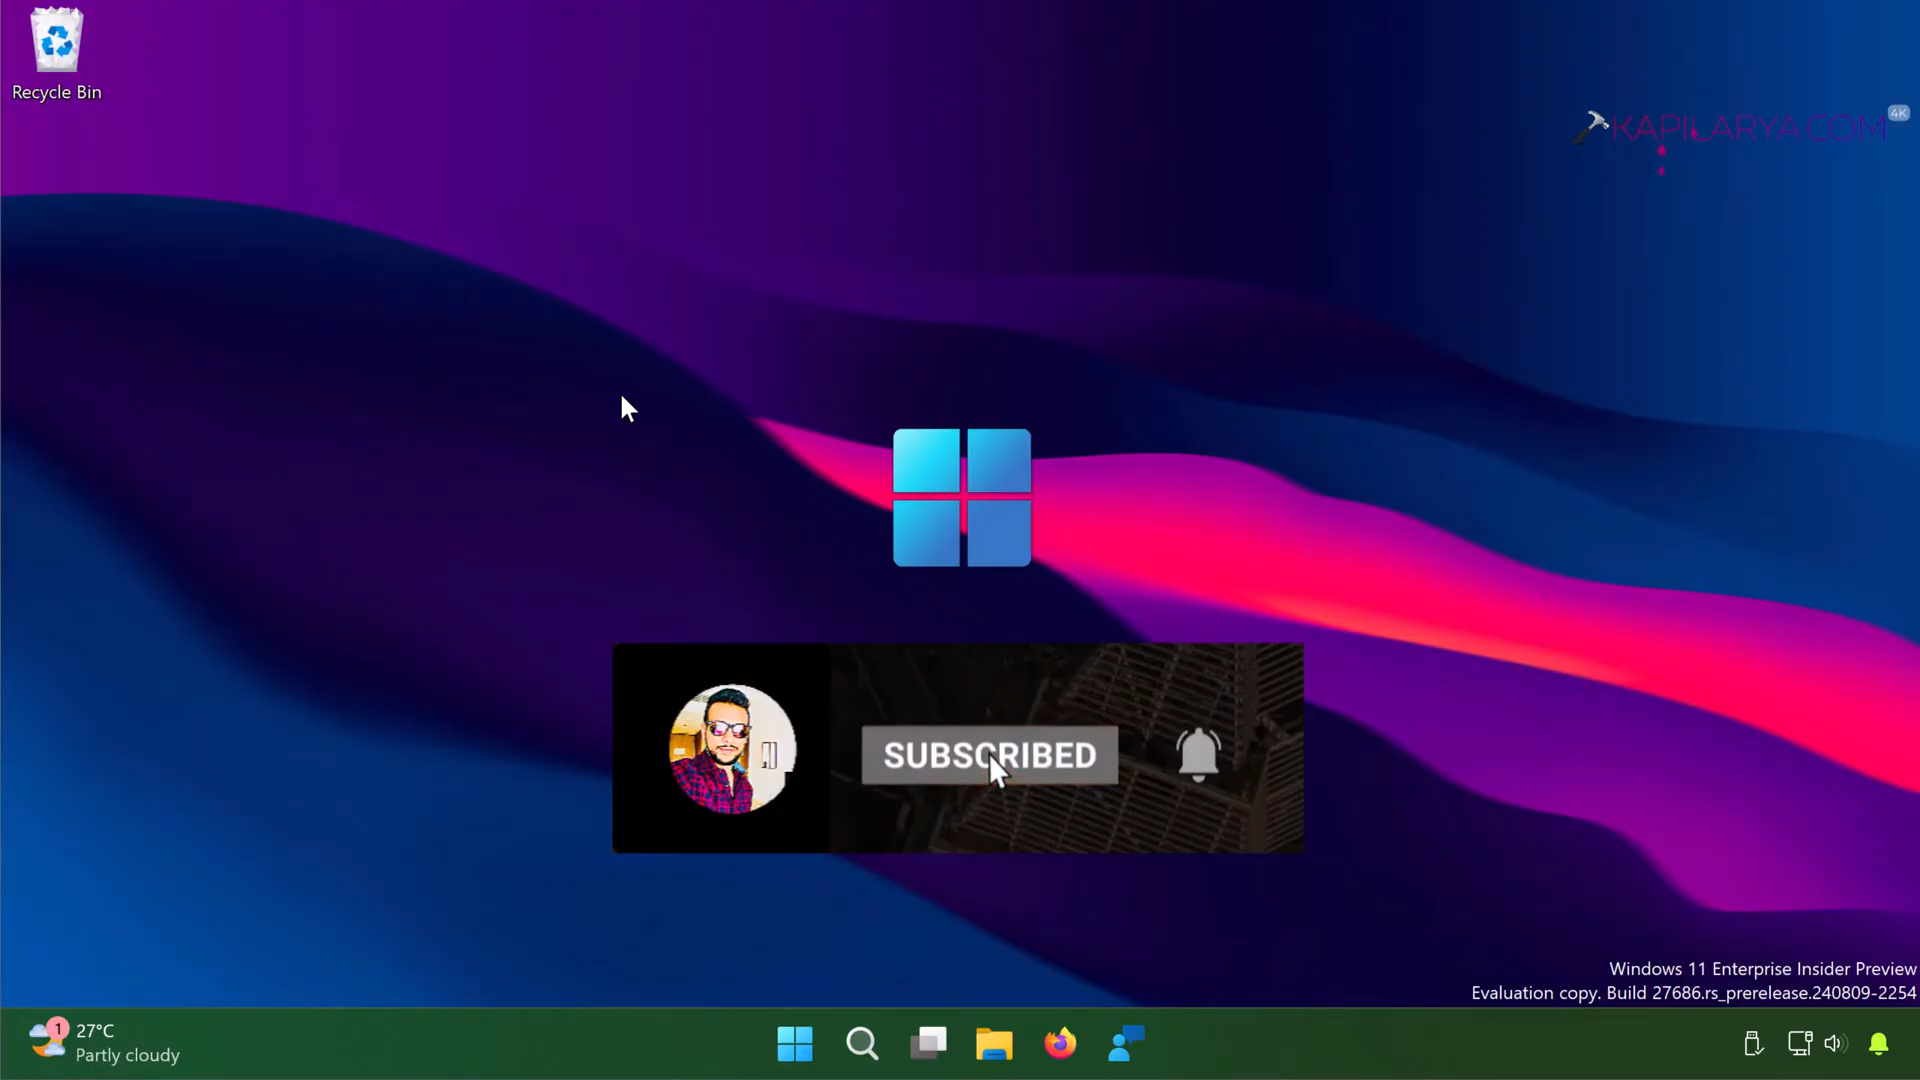 Recycle Bin
4K
KAPILARYA.COM
SUBSCRIBED
Windows 11 Enterprise Insider Preview
Evaluation copy. Build 27686.rs_prerelease.240809-2254
1
27°C
Partly cloudy